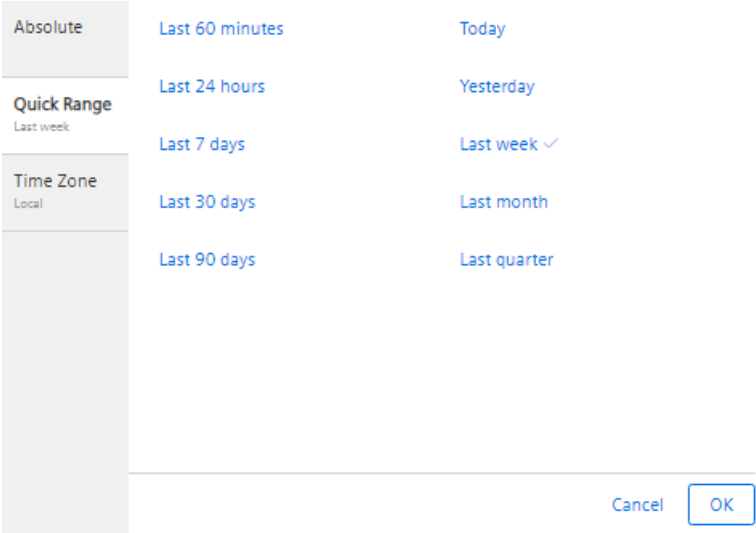 Absolute
Quick Range
Last week
Time Zone
Local
Last 60 minutes
Last 24 hours
Last 7 days
Last 30 days
Last 90 days
Today
Yesterday
Last week
Last month
Last quarter
Cancel
OK